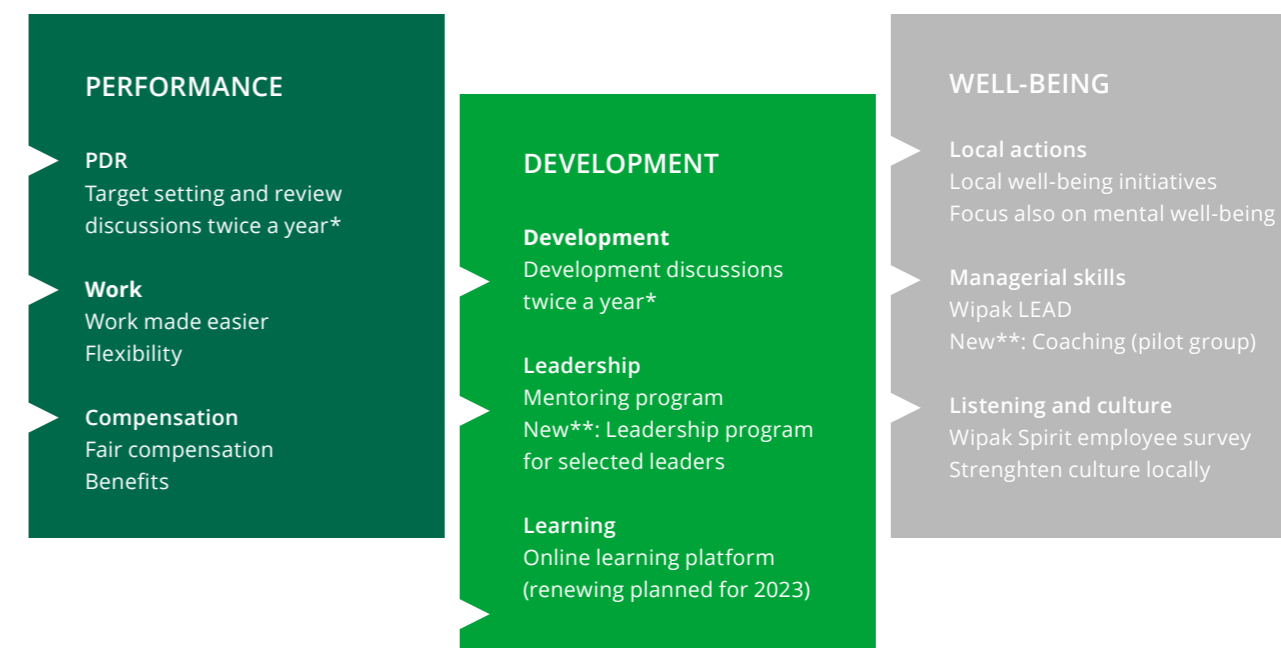 PERFORMANCE
PDR
Target setting and review
discussions twice a year*
Work
Work made easier
Flexibility
Compensation
Fair compensation
Benefits
DEVELOPMENT
Development
Development discussions
twice a year*
Leadership
Mentoring program
New**: Leadership program
for selected leaders
Learning
Online learning platform
(renewing planned for 2023)
WELL-BEING
Local actions
Local well-being initiatives
Focus also on mental well-being
Managerial skills
Wipak LEAD
New**: Coaching (pilot group)
Listening and culture
Wipak Spirit employee survey
Strenghten culture locally